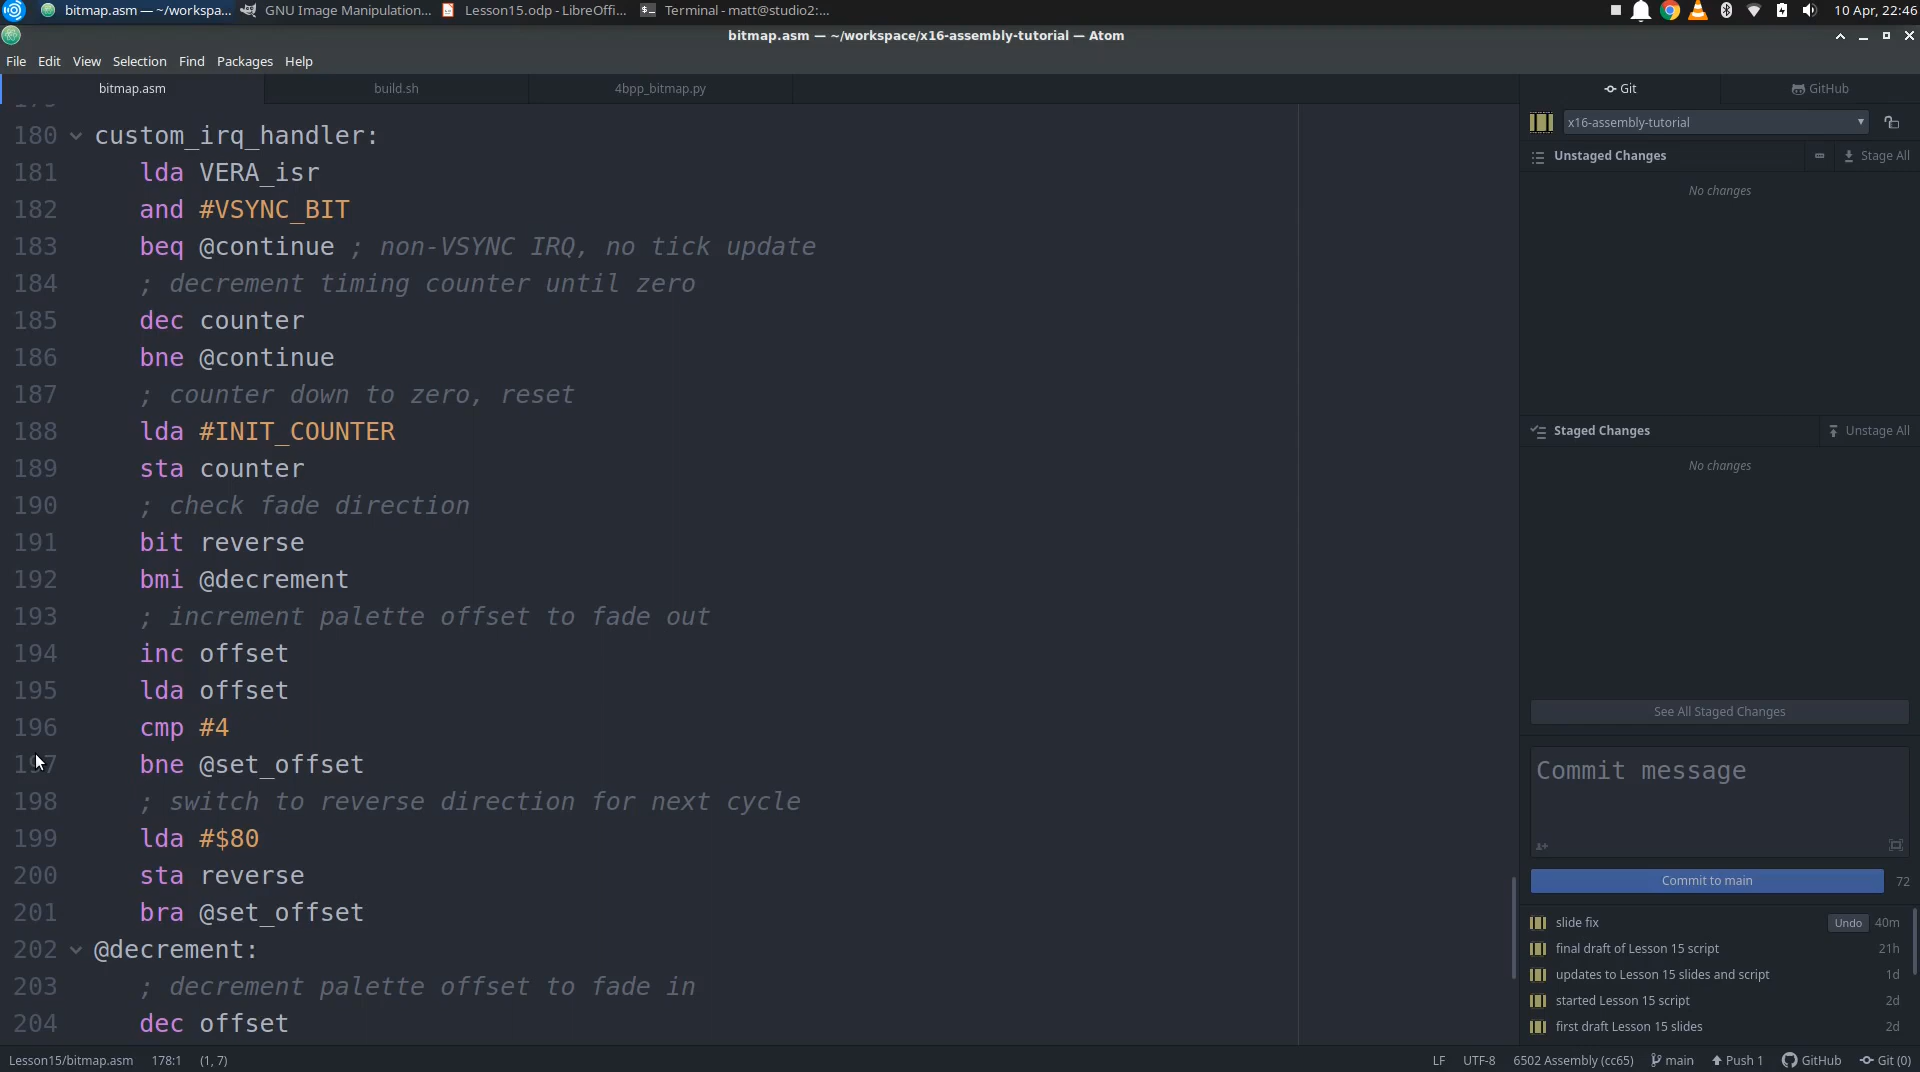 bitmap.asm — ~/workspa...
GNU Image Manipulation...
Lesson15.odp - LibreOffi...
Terminal - matt@studio2:...
10 Apr, 22:46
bitmap.asm — ~/workspace/x16-assembly-tutorial — Atom
File Edit View Selection Find Packages Help
bitmap.asm
build.sh
4bpp_bitmap.py
180 custom_irq_handler:
181 lda VERA_isr
182 and #VSYNC_BIT
183 beq @continue ; non-VSYNC IRQ, no tick update
184 ; decrement timing counter until zero
185 dec counter
186 bne @continue
187 ; counter down to zero, reset
188 lda #INIT_COUNTER
189 sta counter
190 ; check fade direction
191 bit reverse
192 bmi @decrement
193 ; increment palette offset to fade out
194 inc offset
195 lda offset
196 cmp #4
197 bne @set_offset
198 ; switch to reverse direction for next cycle
199 lda #$80
200 sta reverse
201 bra @set_offset
202 @decrement:
203 ; decrement palette offset to fade in
204 dec offset
Git
GitHub
x16-assembly-tutorial
Unstaged Changes
Stage All
No changes
Staged Changes
Unstage All
No changes
See All Staged Changes
Commit message
Commit to main 72
slide fix Undo 40m
final draft of Lesson 15 script 21h
updates to Lesson 15 slides and script 1d
started Lesson 15 script 2d
first draft Lesson 15 slides 2d
Lesson15/bitmap.asm 178:1 (1, 7)
LF UTF-8 6502 Assembly (cc65) main Push 1 GitHub Git (0)